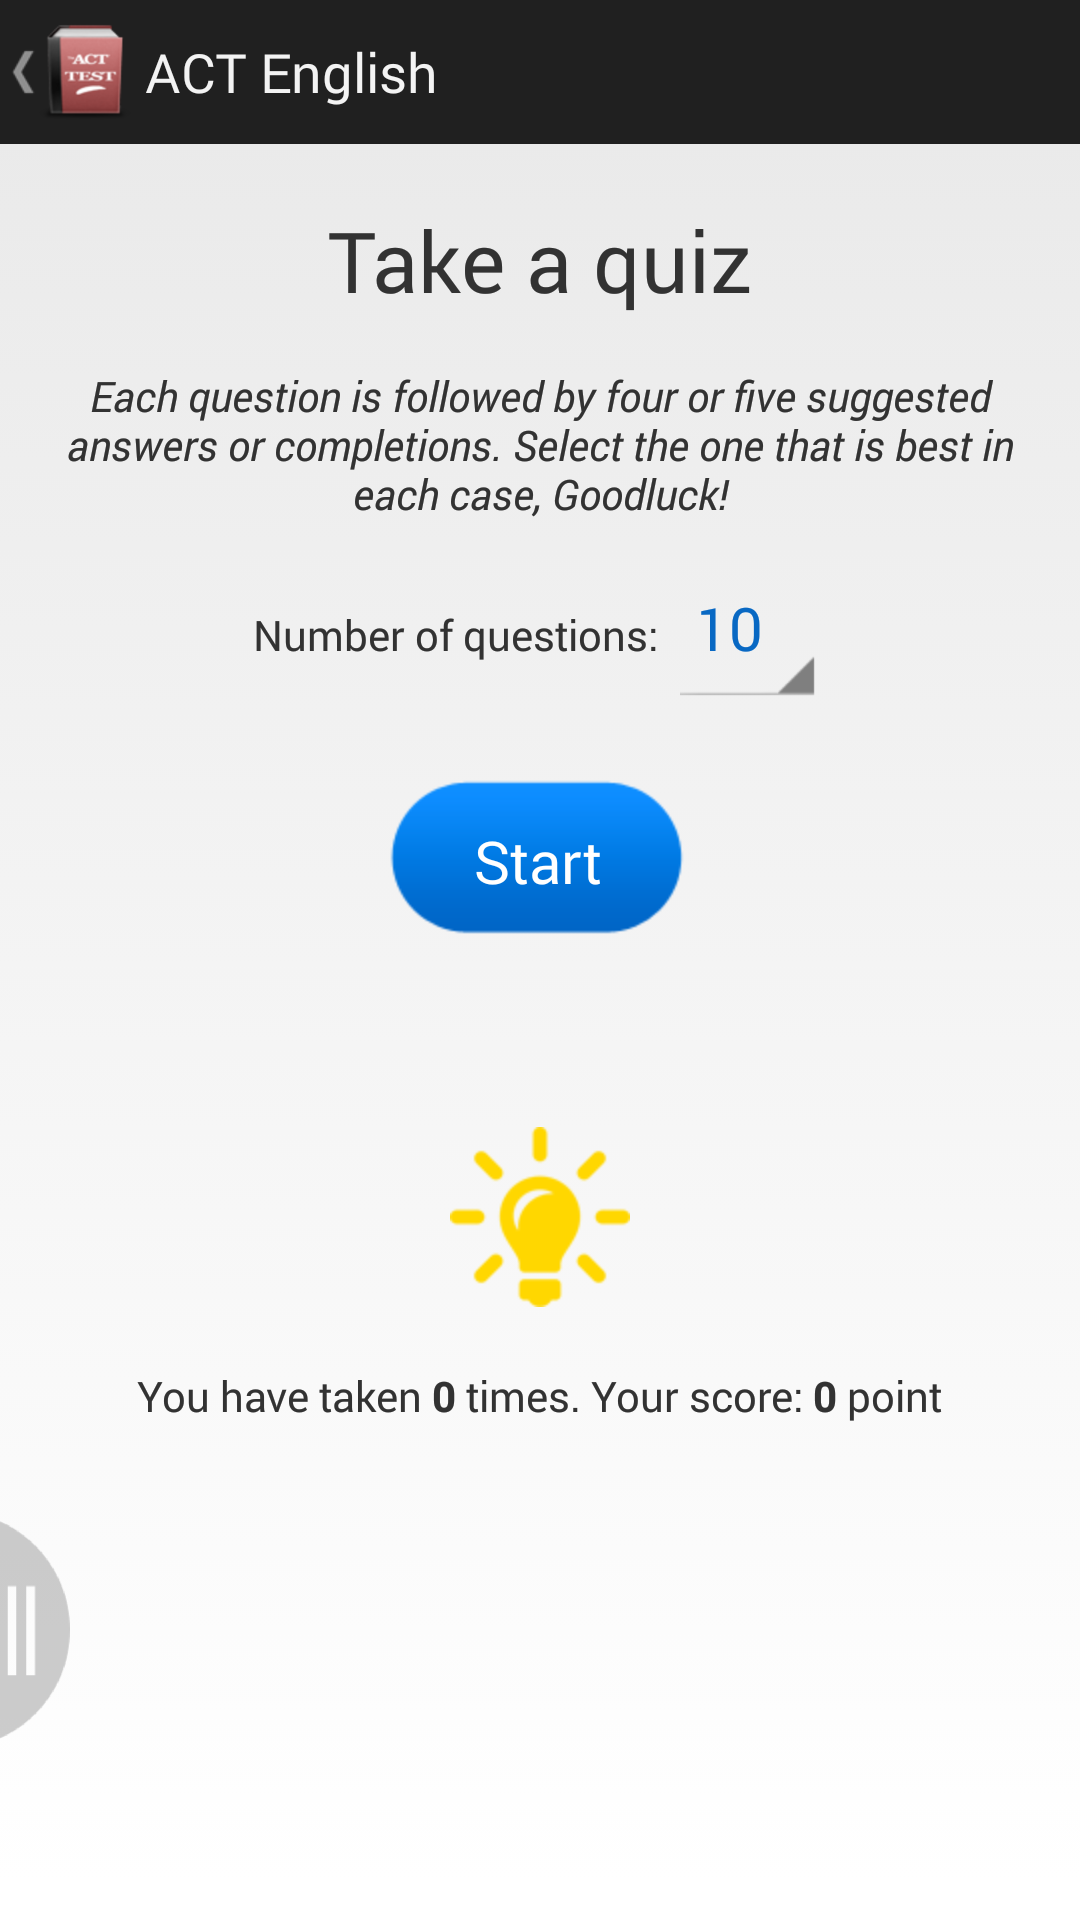 THE ACT
TEST
ACT English
Take a quiz
Each question is followed by four or five suggested
answers or completions. Select the one that is best in
each case, Goodluck!
Number of questions: 10
Start
You have taken 0 times. Your score: 0 point